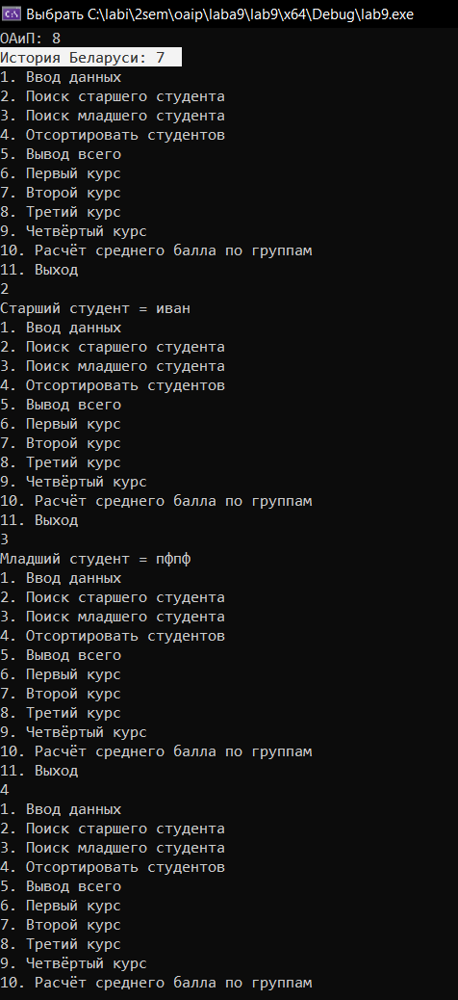 Выбрать C:\labi\2sem\oaip\laba9\lab9\x64\Debug\lab9.exe
ОАиП: 8
История Беларуси: 7
1. Ввод данных
2. Поиск старшего студента
3. Поиск младшего студента
4. Отсортировать студентов
5. Вывод всего
6. Первый курс
7. Второй курс
8. Третий курс
9. Четвёртый курс
10. Расчёт среднего балла по группам
11. Выход
2
Старший студент = иван
1. Ввод данных
2. Поиск старшего студента
3. Поиск младшего студента
4. Отсортировать студентов
5. Вывод всего
6. Первый курс
7. Второй курс
8. Третий курс
9. Четвёртый курс
10. Расчёт среднего балла по группам
11. Выход
3
Младший студент = пфпф
1. Ввод данных
2. Поиск старшего студента
3. Поиск младшего студента
4. Отсортировать студентов
5. Вывод всего
6. Первый курс
7. Второй курс
8. Третий курс
9. Четвёртый курс
10. Расчёт среднего балла по группам
11. Выход
4
1. Ввод данных
2. Поиск старшего студента
3. Поиск младшего студента
4. Отсортировать студентов
5. Вывод всего
6. Первый курс
7. Второй курс
8. Третий курс
9. Четвёртый курс
10. Расчёт среднего балла по группам